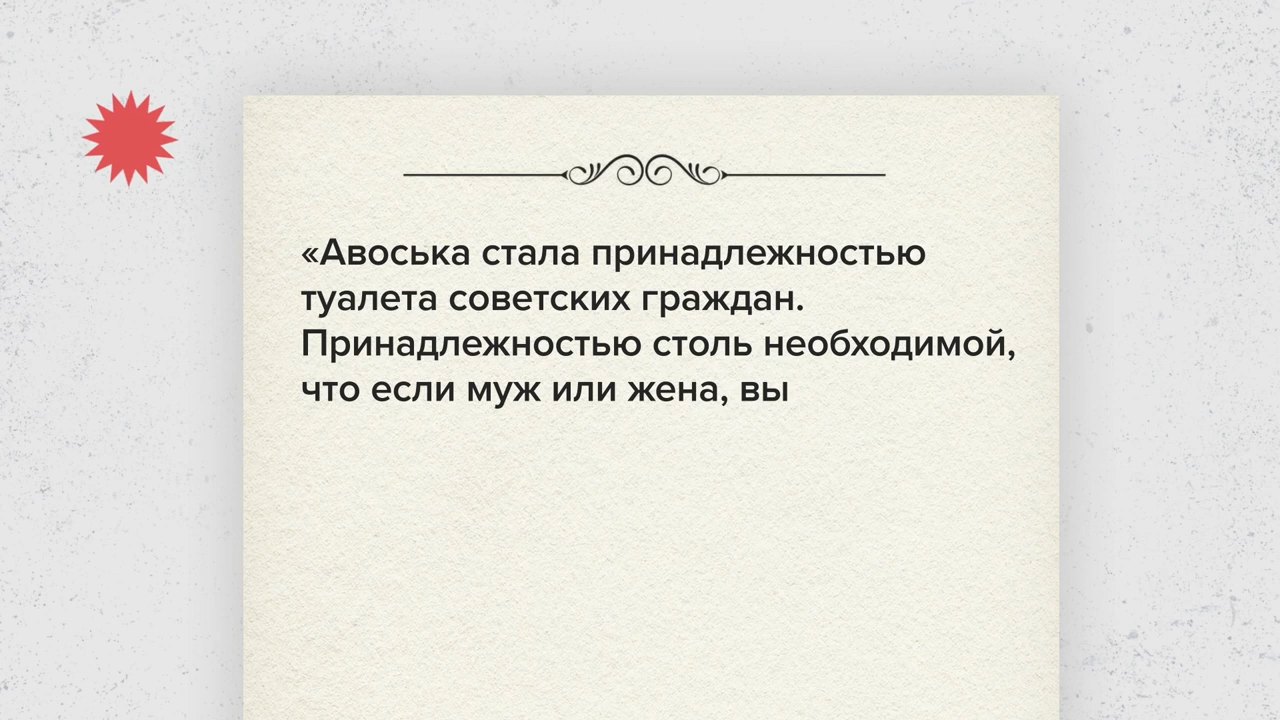 «Авоська стала принадлежностью
туалета советских граждан.
Принадлежностью столь необходимой,
что если муж или жена, вы